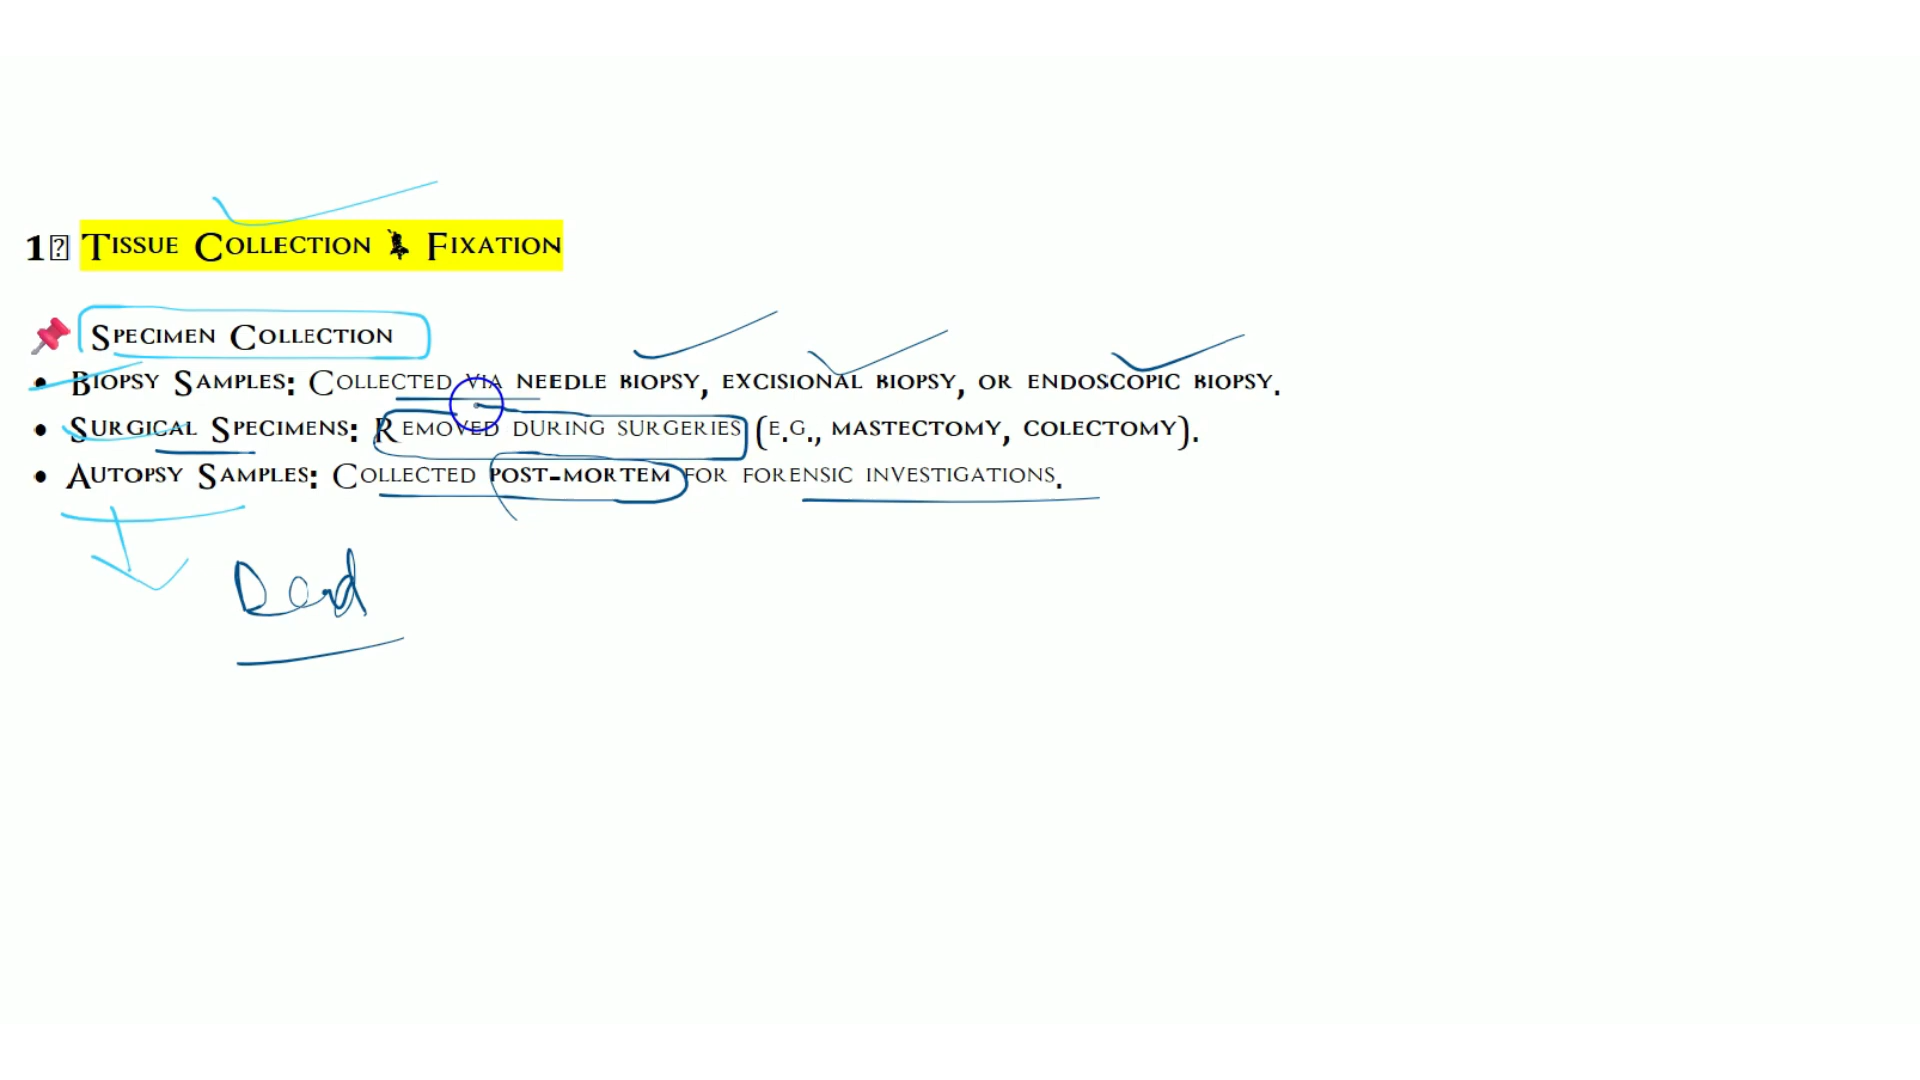 1 Tissue Collection & Fixation
📌 Specimen Collection
• Biopsy Samples: Collected via needle biopsy, excisional biopsy, or endoscopic biopsy.
• Surgical Specimens: Removed during surgeries (e.g., mastectomy, colectomy).
• Autopsy Samples: Collected post-mortem for forensic investigations.
Dead